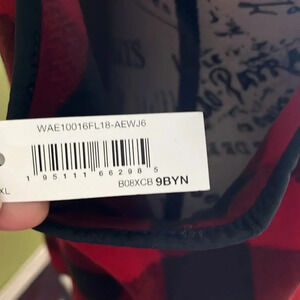 WAE10016FL18-AEWJ6
1 95111 66298 5
XL
B08XCB 9BYN